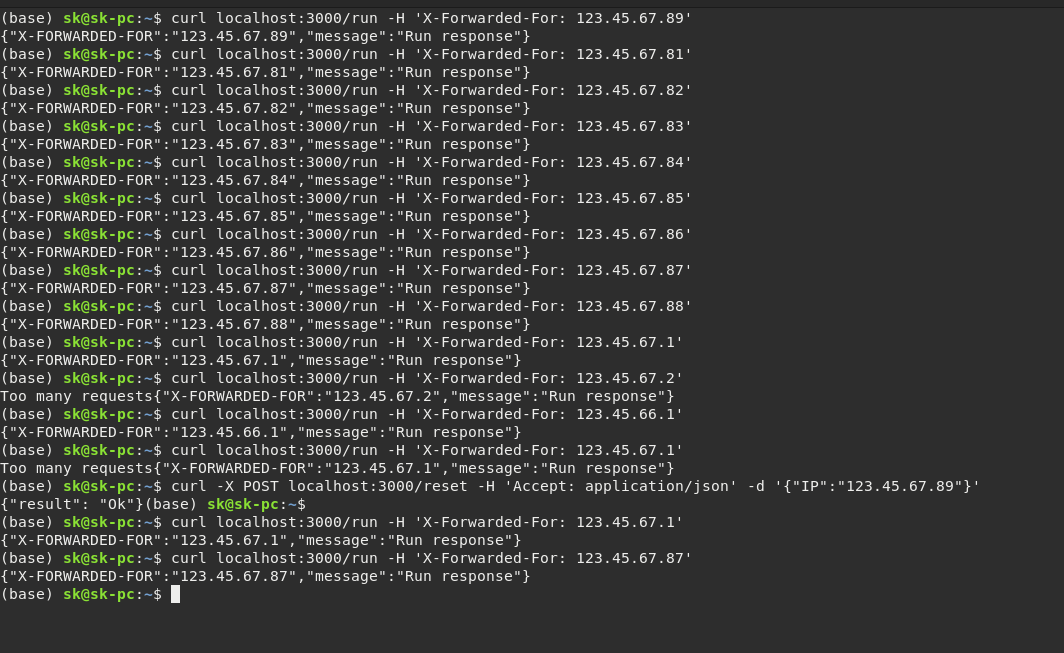 (base) sk@sk-pc:~$ curl localhost:3000/run -H 'X-Forwarded-For: 123.45.67.89'
{"X-FORWARDED-FOR":"123.45.67.89","message":"Run response"}
(base) sk@sk-pc:~$ curl localhost:3000/run -H 'X-Forwarded-For: 123.45.67.81'
{"X-FORWARDED-FOR":"123.45.67.81","message":"Run response"}
(base) sk@sk-pc:~$ curl localhost:3000/run -H 'X-Forwarded-For: 123.45.67.82'
{"X-FORWARDED-FOR":"123.45.67.82","message":"Run response"}
(base) sk@sk-pc:~$ curl localhost:3000/run -H 'X-Forwarded-For: 123.45.67.83'
{"X-FORWARDED-FOR":"123.45.67.83","message":"Run response"}
(base) sk@sk-pc:~$ curl localhost:3000/run -H 'X-Forwarded-For: 123.45.67.84'
{"X-FORWARDED-FOR":"123.45.67.84","message":"Run response"}
(base) sk@sk-pc:~$ curl localhost:3000/run -H 'X-Forwarded-For: 123.45.67.85'
{"X-FORWARDED-FOR":"123.45.67.85","message":"Run response"}
(base) sk@sk-pc:~$ curl localhost:3000/run -H 'X-Forwarded-For: 123.45.67.86'
{"X-FORWARDED-FOR":"123.45.67.86","message":"Run response"}
(base) sk@sk-pc:~$ curl localhost:3000/run -H 'X-Forwarded-For: 123.45.67.87'
{"X-FORWARDED-FOR":"123.45.67.87","message":"Run response"}
(base) sk@sk-pc:~$ curl localhost:3000/run -H 'X-Forwarded-For: 123.45.67.88'
{"X-FORWARDED-FOR":"123.45.67.88","message":"Run response"}
(base) sk@sk-pc:~$ curl localhost:3000/run -H 'X-Forwarded-For: 123.45.67.1'
{"X-FORWARDED-FOR":"123.45.67.1","message":"Run response"}
(base) sk@sk-pc:~$ curl localhost:3000/run -H 'X-Forwarded-For: 123.45.67.2'
Too many requests{"X-FORWARDED-FOR":"123.45.67.2","message":"Run response"}
(base) sk@sk-pc:~$ curl localhost:3000/run -H 'X-Forwarded-For: 123.45.66.1'
{"X-FORWARDED-FOR":"123.45.66.1","message":"Run response"}
(base) sk@sk-pc:~$ curl localhost:3000/run -H 'X-Forwarded-For: 123.45.67.1'
Too many requests{"X-FORWARDED-FOR":"123.45.67.1","message":"Run response"}
(base) sk@sk-pc:~$ curl -X POST localhost:3000/reset -H 'Accept: application/json' -d '{"IP":"123.45.67.89"}'
{"result": "Ok"}(base) sk@sk-pc:~$
(base) sk@sk-pc:~$ curl localhost:3000/run -H 'X-Forwarded-For: 123.45.67.1'
{"X-FORWARDED-FOR":"123.45.67.1","message":"Run response"}
(base) sk@sk-pc:~$ curl localhost:3000/run -H 'X-Forwarded-For: 123.45.67.87'
{"X-FORWARDED-FOR":"123.45.67.87","message":"Run response"}
(base) sk@sk-pc:~$